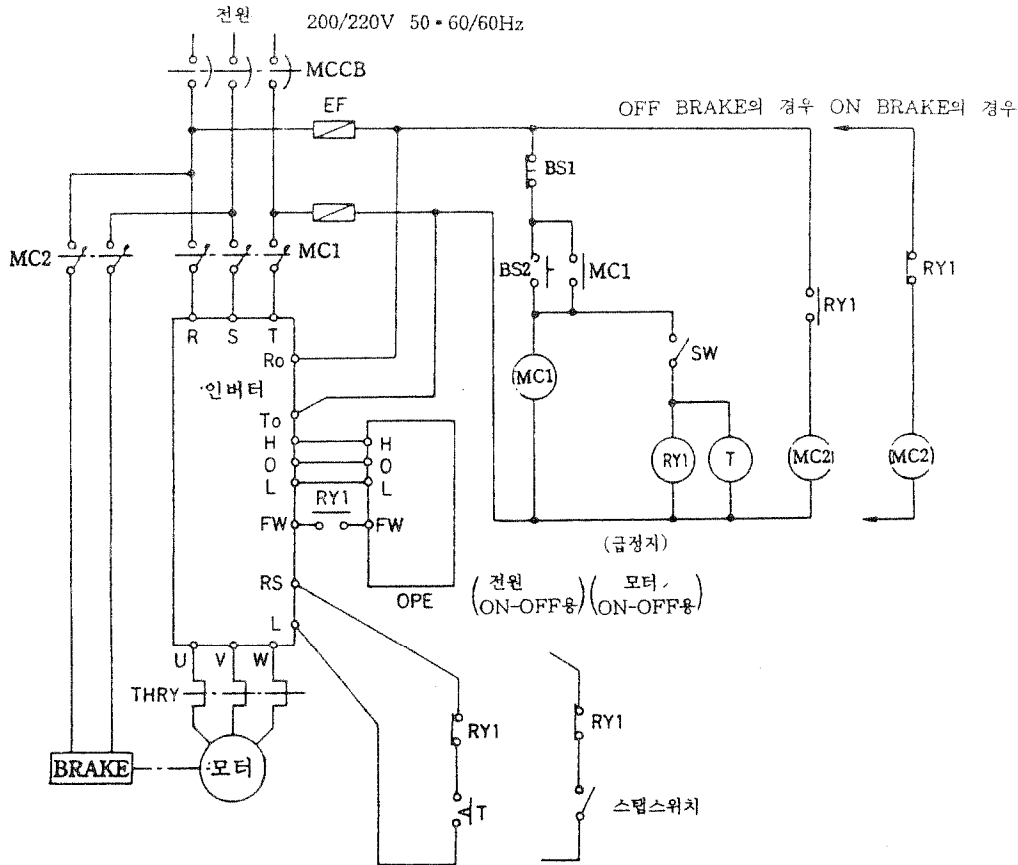 전원
200/220V 50·60/60Hz
MCCB
EF
OFF BRAKE의 경우 ON BRAKE의 경우
BS1
MC2
MC1
BS2
MC1
RY1
RY1
R S T
SW
Ro
인버터
MC1
To
H H
O O
L L
RY1
T
MC2
MC2
RY1
FW FW
(급정지)
RS
OPE
(전원
ON-OFF용)
(모터
ON-OFF용)
L
U V W
THRY
RY1
RY1
BRAKE
모터
T
스탭스위치